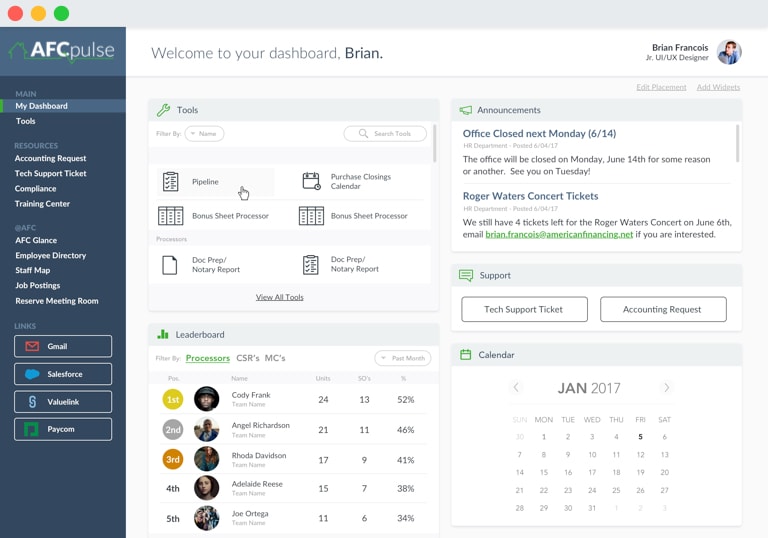 AFCpulse
Welcome to your dashboard, Brian.
Brian Francois
Jr. UI/UX Designer
Edit Placement Add Widgets
MAIN
My Dashboard
Tools
RESOURCES
Accounting Request
Tech Support Ticket
Compliance
Training Center
@AFC
AFC Glance
Employee Directory
Staff Map
Job Postings
Reserve Meeting Room
LINKS
Gmail
Salesforce
Valuelink
Paycom
Tools
Filter By: Name Search Tools
Pipeline
Purchase Closings
Calendar
Bonus Sheet Processor
Bonus Sheet Processor
Processors
Doc Prep/
Notary Report
Doc Prep/
Notary Report
View All Tools
Leaderboard
Filter By: Processors CSR's MC's Past Month
Pos. Name Units SO's %
1st Cody Frank 24 13 52%
Team Name
2nd Angel Richardson 21 11 46%
Team Name
3rd Rhoda Davidson 17 9 41%
Team Name
4th Adelaide Reese 15 7 38%
Team Name
5th Joe Ortega 11 6 34%
Team Name
Announcements
Office Closed next Monday (6/14)
HR Department - Posted 6/04/17
The office will be closed on Monday, June 14th for some reason
or another. See you on Tuesday!
Roger Waters Concert Tickets
HR Department - Posted 6/04/17
We still have 4 tickets left for the Roger Waters Concert on June 6th,
email brian.francois@americanfinancing.net if you are interested.
Support
Tech Support Ticket
Accounting Request
Calendar
JAN 2017
SUN MON TUE WED THU FRI SAT
30 1 2 3 4 5 6
7 8 9 10 11 12 13
14 15 16 17 18 19 20
21 22 23 24 25 26 27
28 29 30 31 1 2 3